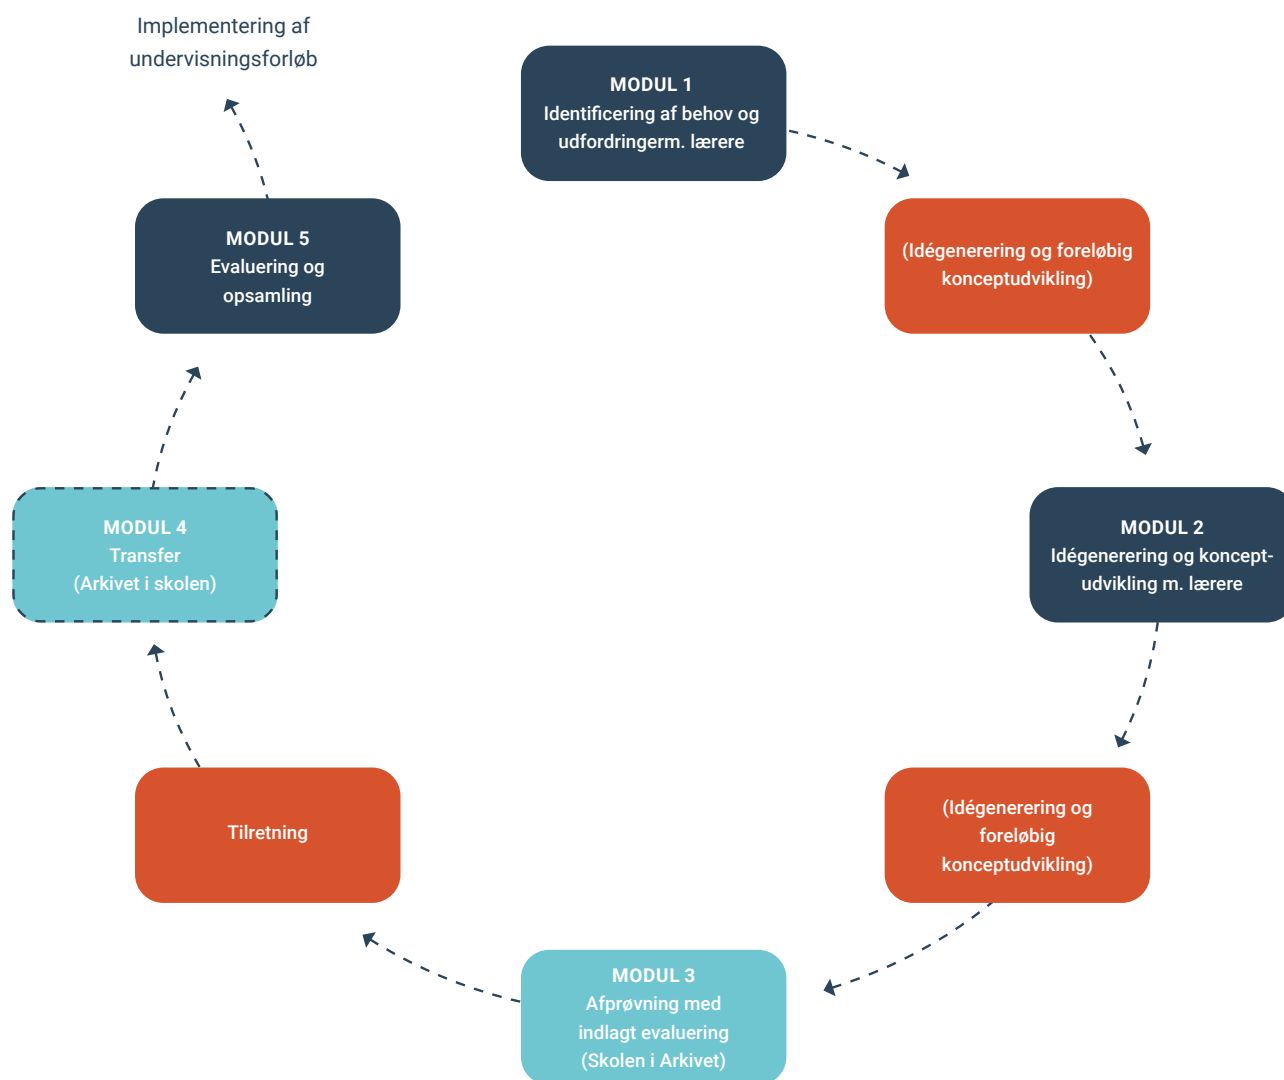 Implementering af
undervisningsforløb
MODUL 1
Identificering af behov og
udfordringerm. lærere
(Idégenerering og foreløbig
konceptudvikling)
MODUL 2
Idégenerering og koncept-
udvikling m. lærere
(Idégenerering og
foreløbig
konceptudvikling)
MODUL 3
Afprøvning med
indlagt evaluering
(Skolen i Arkivet)
Tilretning
MODUL 4
Transfer
(Arkivet i skolen)
MODUL 5
Evaluering og
opsamling